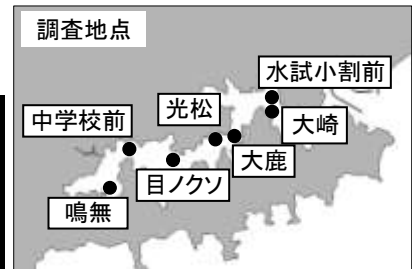 調査地点
水試小割前
光松
中学校前
大崎
大鹿
目ノクソ
鳴無